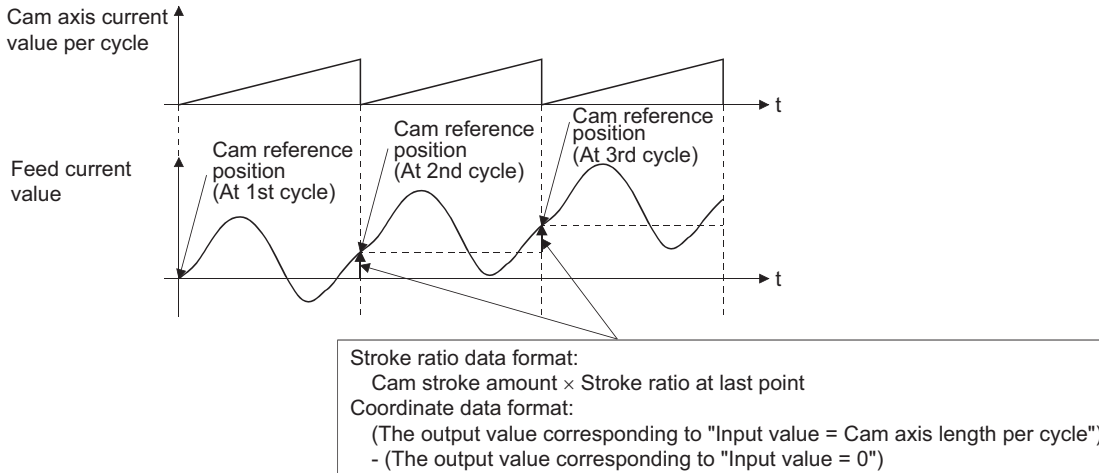 Cam axis current
value per cycle
t
Cam reference
position
(At 1st cycle)
Cam reference
position
(At 2nd cycle)
Cam reference
position
(At 3rd cycle)
Feed current
value
t
Stroke ratio data format:
Cam stroke amount × Stroke ratio at last point
Coordinate data format:
(The output value corresponding to "Input value = Cam axis length per cycle")
- (The output value corresponding to "Input value = 0")